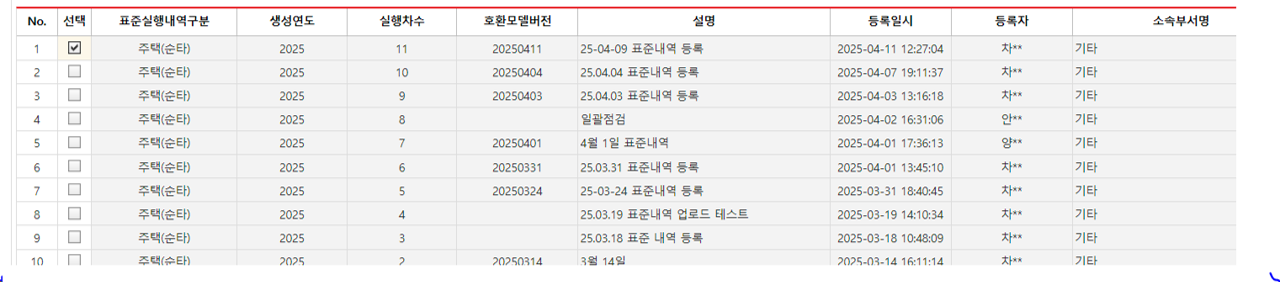 No. 선택 표준실행내역구분 생성연도 실행차수 호환모델버전 설명 등록일시 등록자 소속부서명
1 주택(순타) 2025 11 20250411 25-04-09 표준내역 등록 2025-04-11 12:27:04 차** 기타
2 주택(순타) 2025 10 20250404 25.04.04 표준내역 등록 2025-04-07 19:11:37 차** 기타
3 주택(순타) 2025 9 20250403 25.04.03 표준내역 등록 2025-04-03 13:16:18 차** 기타
4 주택(순타) 2025 8 일괄점검 2025-04-02 16:31:06 안** 기타
5 주택(순타) 2025 7 20250401 4월 1일 표준내역 2025-04-01 17:36:13 양** 기타
6 주택(순타) 2025 6 20250331 25.03.31 표준내역 등록 2025-04-01 13:45:10 차** 기타
7 주택(순타) 2025 5 20250324 25-03-24 표준내역 등록 2025-03-31 18:40:45 차** 기타
8 주택(순타) 2025 4 25.03.19 표준내역 업로드 테스트 2025-03-19 14:10:34 차** 기타
9 주택(순타) 2025 3 25.03.18 표준 내역 등록 2025-03-18 10:48:09 차** 기타
10 주택(순타) 2025 2 20250314 3월 14일 2025-03-14 16:11:14 차** 기타